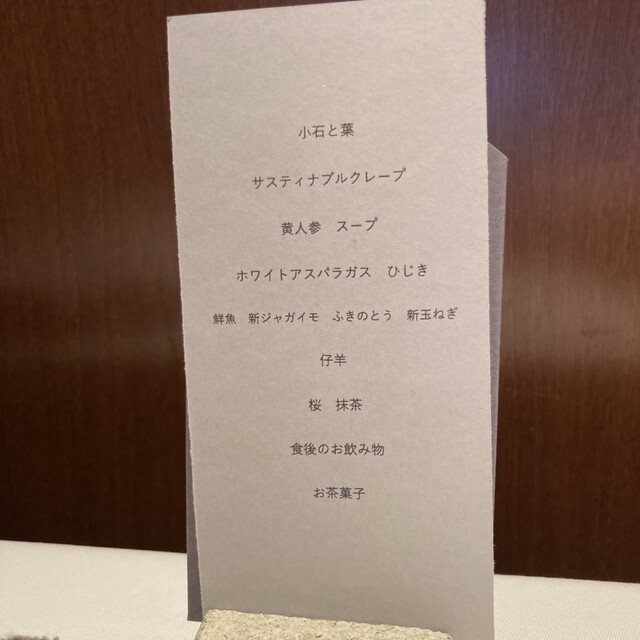 小石と葉
サスティナブルクレープ
黄人参　スープ
ホワイトアスパラガス　ひじき
鮮魚　新ジャガイモ　ふきのとう　新玉ねぎ
仔羊
桜　抹茶
食後のお飲み物
お茶菓子